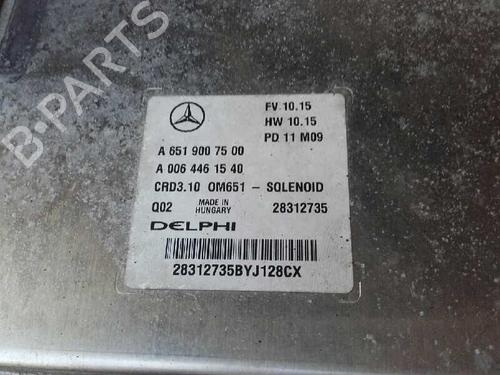 B-PARTS
FV 10.15
HW 10.15
PD 11 M09
A 651 900 75 00
A 006 446 15 40
CRD3.10 OM651 - SOLENOID
Q02 MADE IN HUNGARY 28312735
DELPHI
28312735BYJ128CX